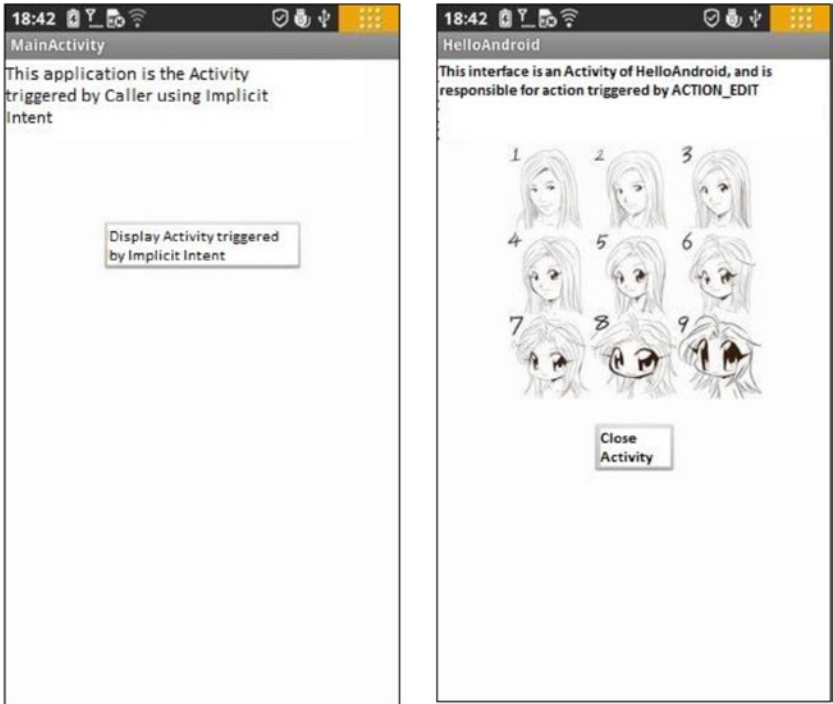 18:42
MainActivity
This application is the Activity
triggered by Caller using Implicit
Intent
Display Activity triggered
by Implicit Intent
18:42
HelloAndroid
This interface is an Activity of HelloAndroid, and is
responsible for action triggered by ACTION_EDIT
1 2 3
4 5 6
7 8 9
Close
Activity